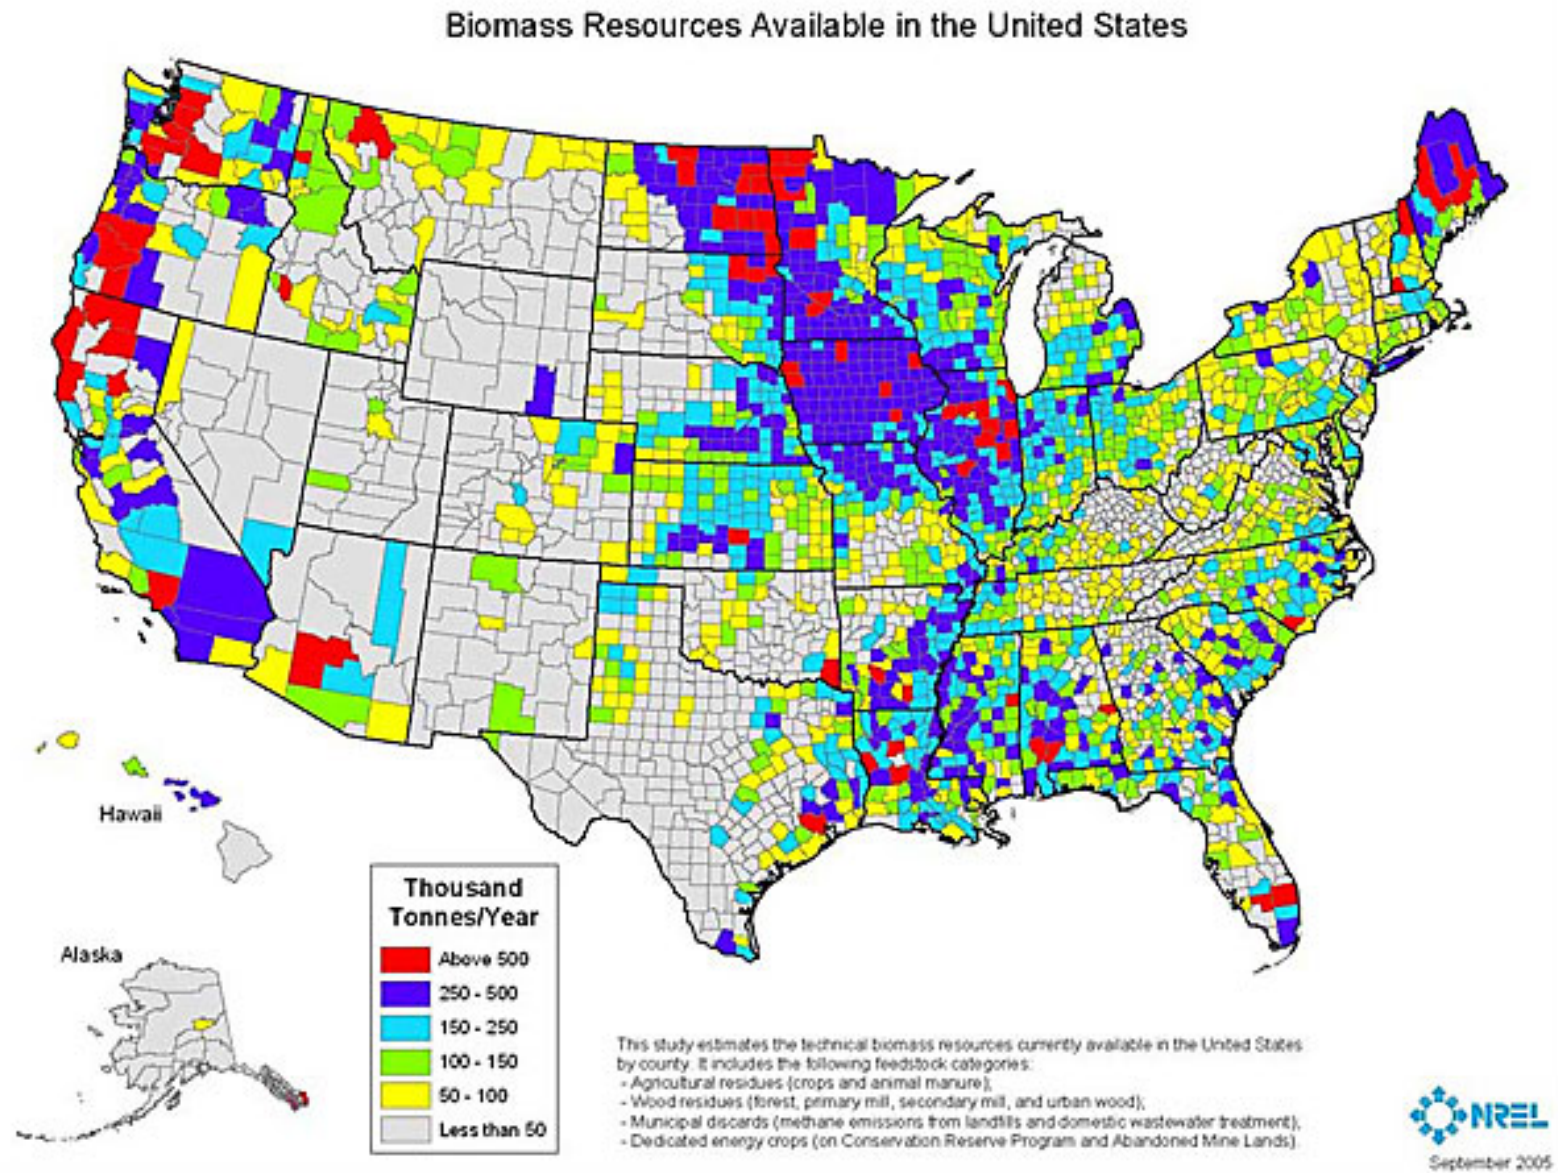 Biomass Resources Available in the United States
Hawaii
Alaska
Thousand
Tonnes/Year
Above 500
250 - 500
150 - 250
100 - 150
50 - 100
Less than 50
This study estimates the technical biomass resources currently available in the United States
by county. It includes the following feedstock categories:
- Agricultural residues (crops and animal manure);
- Wood residues (forest, primary mill, secondary mill, and urban wood);
- Municipal discards (methane emissions from landfills and domestic wastewater treatment);
- Dedicated energy crops (on Conservation Reserve Program and Abandoned Mine Lands).
NREL
September 2005